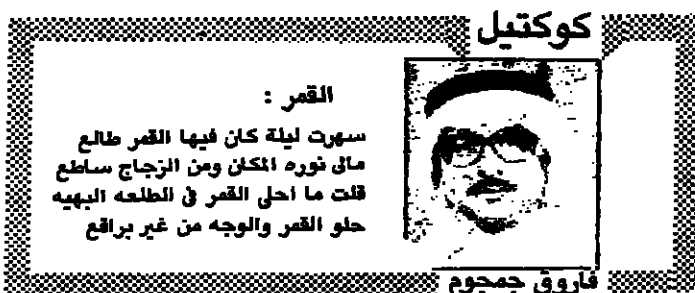 كوكتيل
القمر :
سهرت ليلة كان فيها القمر طالع
مالى نوره المكان ومن الزجاج ساطع
قلت ما احلى القمر في الطلعه البهيه
حلو القمر والوجه من غير براقع
فاروق جمجوم